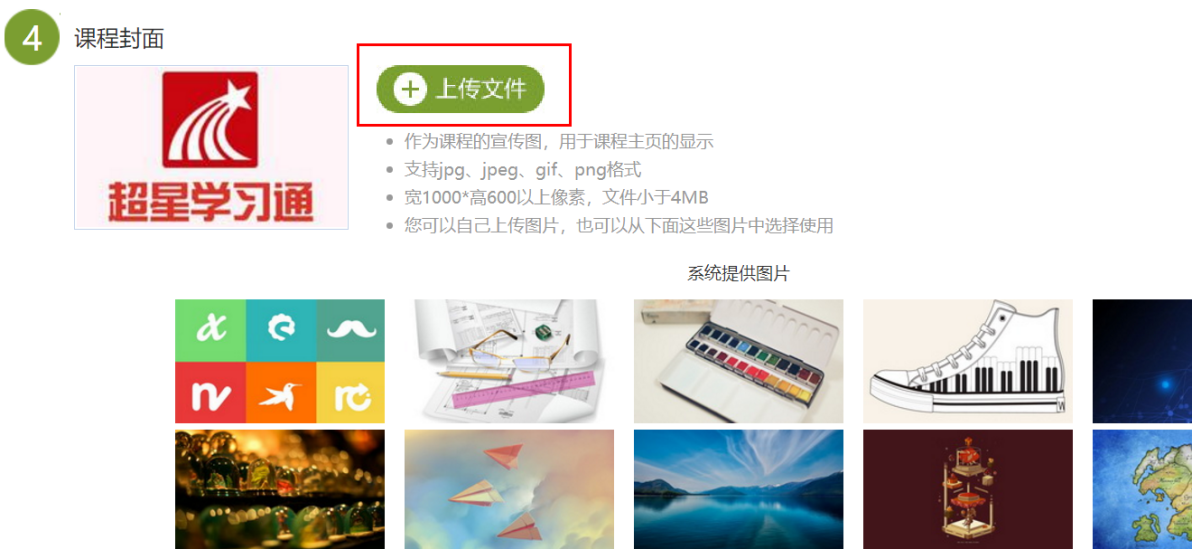 4 课程封面
超星学习通
上传文件
作为课程的宣传图，用于课程主页的显示
支持jpg、jpeg、gif、png格式
宽1000*高600以上像素，文件小于4MB
您可以自己上传图片，也可以从下面这些图片中选择使用
系统提供图片